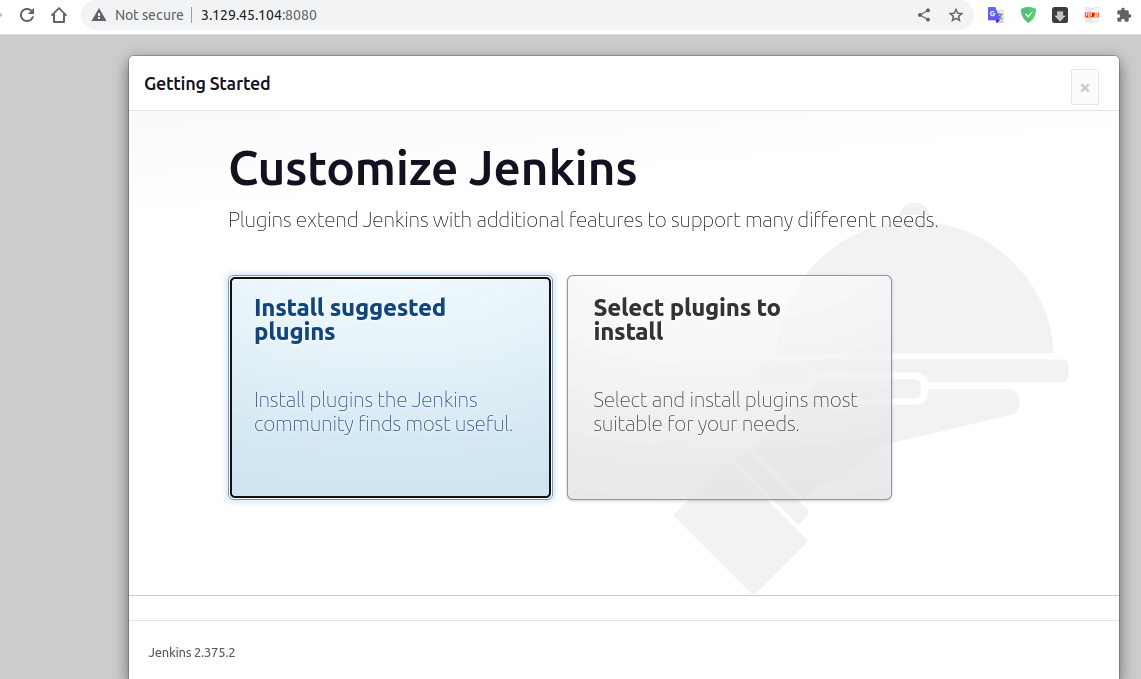 Not secure 3.129.45.104:8080
Getting Started
×
Customize Jenkins
Plugins extend Jenkins with additional features to support many different needs.
Install suggested
plugins
Install plugins the Jenkins
community finds most useful.
Select plugins to
install
Select and install plugins most
suitable for your needs.
Jenkins 2.375.2